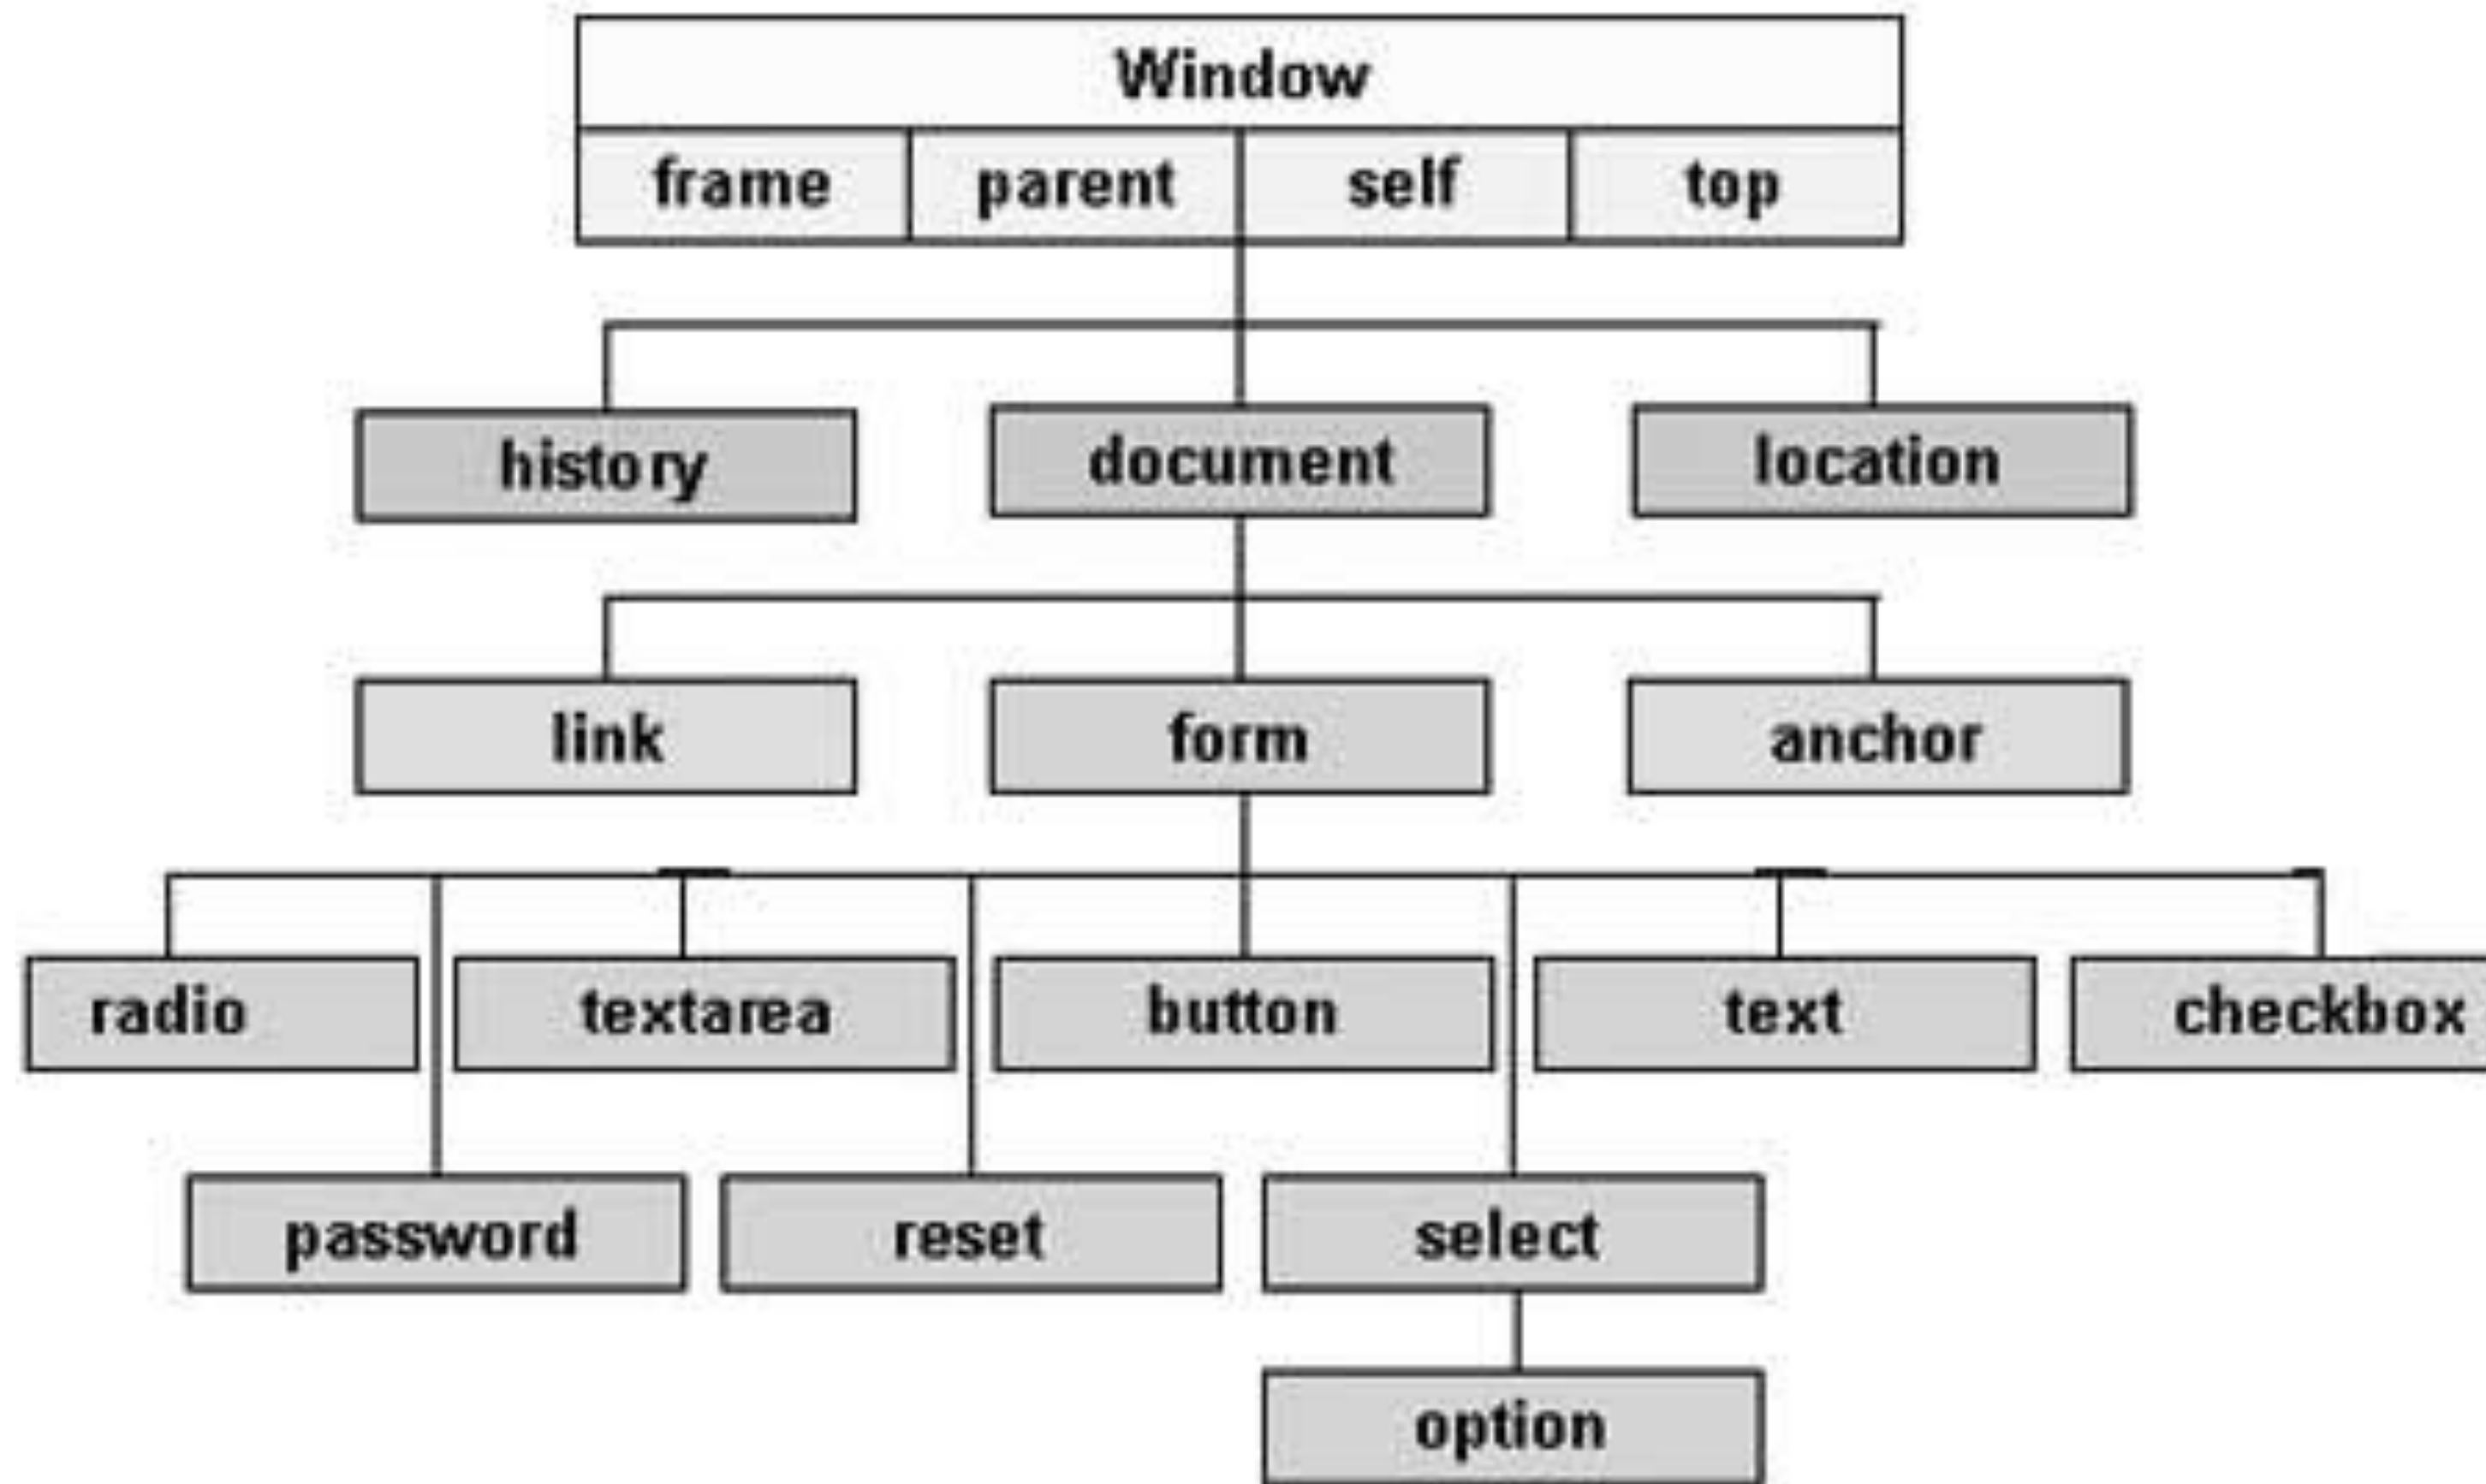 Window
frame parent self top
history document location
link form anchor
radio textarea button text checkbox
password reset select
option